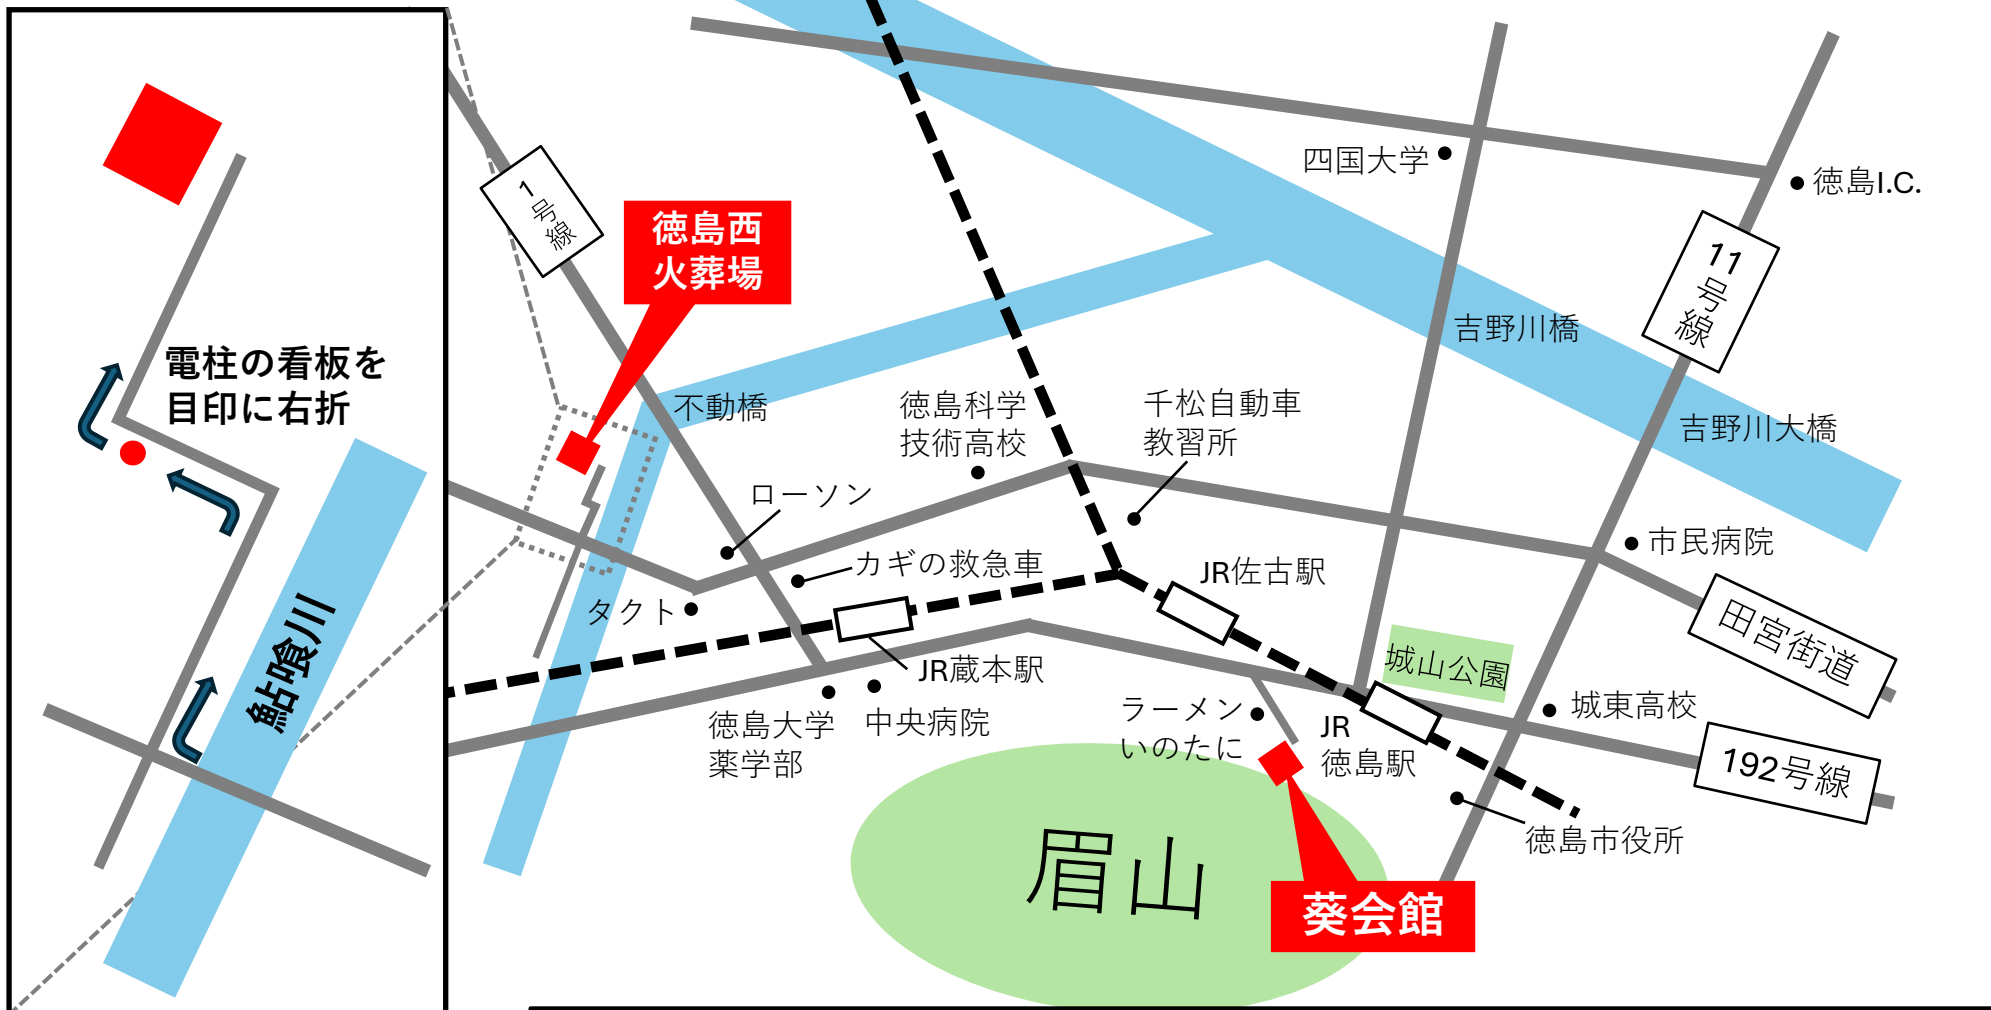 電柱の看板を
目印に右折
鮎喰川
1号線
徳島西
火葬場
不動橋
ローソン
徳島科学
技術高校
千松自動車
教習所
カギの救急車
タクト
JR蔵本駅
徳島大学
薬学部
中央病院
JR佐古駅
四国大学
徳島I.C.
11号線
吉野川橋
吉野川大橋
市民病院
田宮街道
城山公園
城東高校
192号線
ラーメン
いのたに
JR
徳島駅
徳島市役所
眉山
葵会館